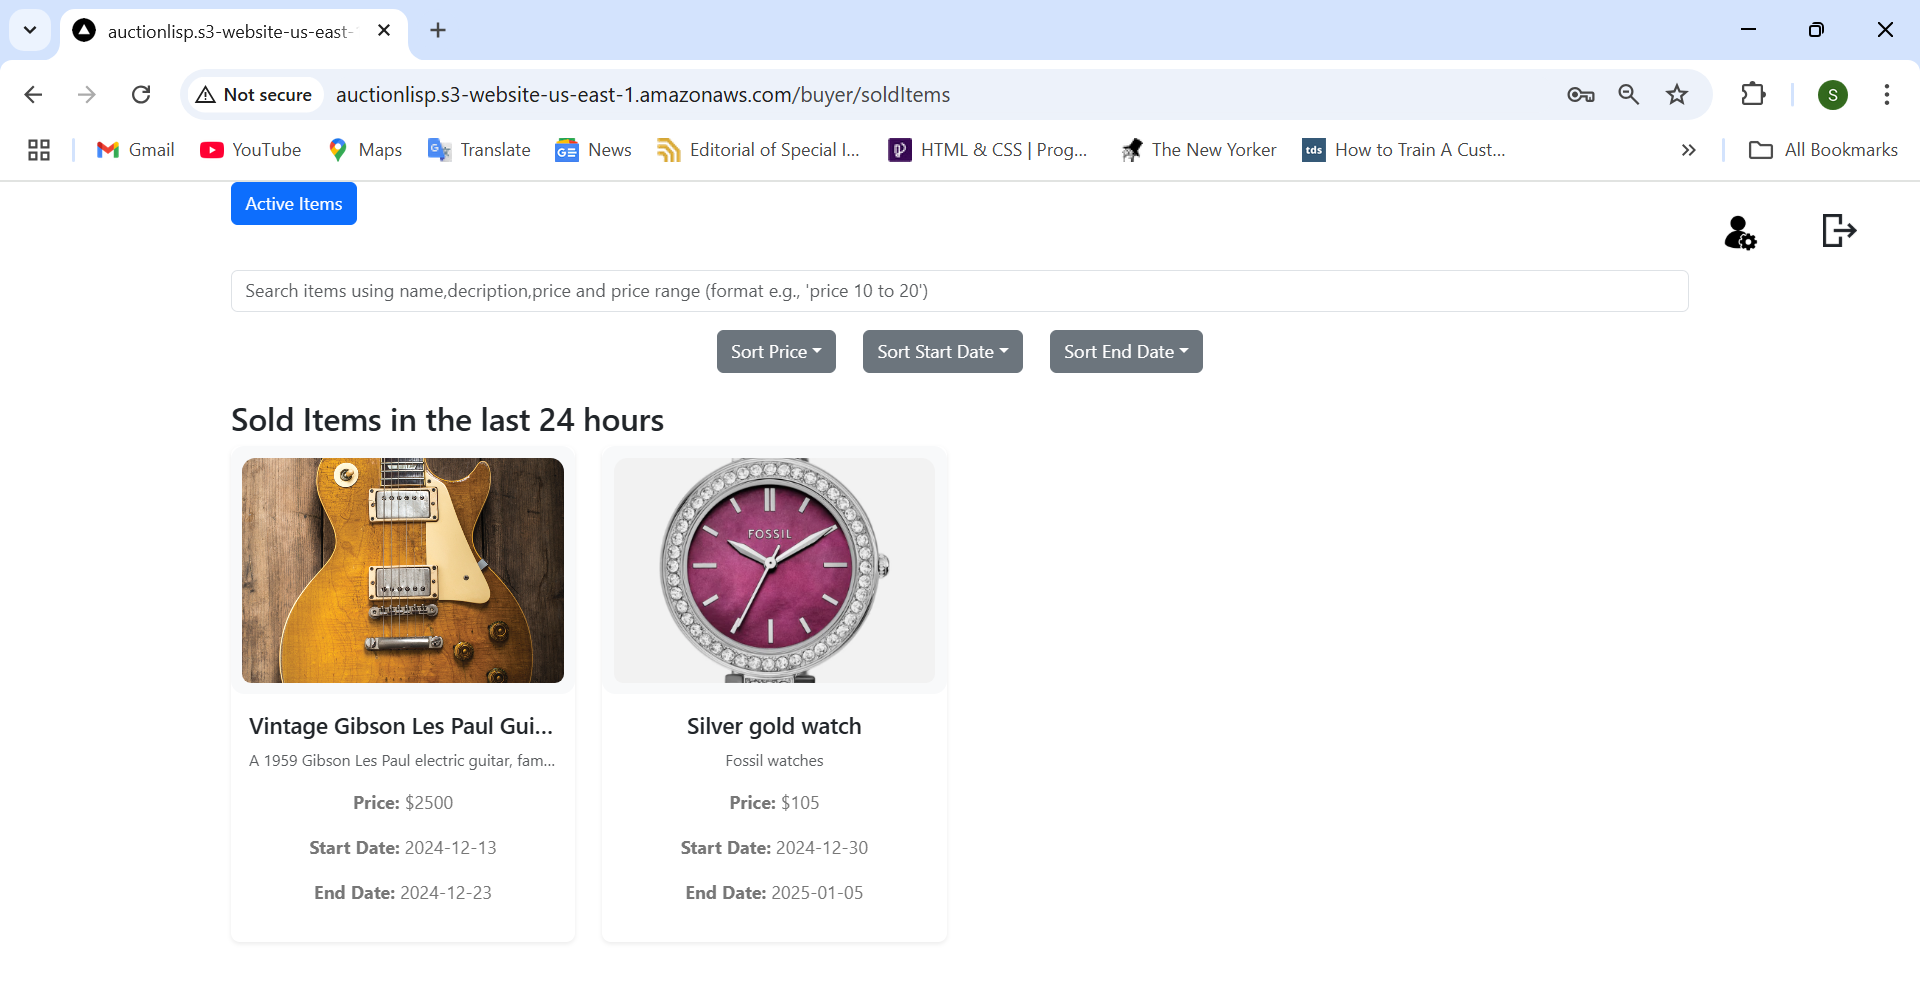 auctionlisp.s3-website-us-east-
Not secure
auctionlisp.s3-website-us-east-1.amazonaws.com/buyer/soldItems
S
Gmail
YouTube
Maps
Translate
News
Editorial of Special I...
HTML & CSS | Prog...
The New Yorker
tds
How to Train A Cust...
All Bookmarks
Active Items
Search items using name,decription,price and price range (format e.g., 'price 10 to 20')
Sort Price
Sort Start Date
Sort End Date
Sold Items in the last 24 hours
FOSSIL
Vintage Gibson Les Paul Gui...
A 1959 Gibson Les Paul electric guitar, fam...
Price: $2500
Start Date: 2024-12-13
End Date: 2024-12-23
Silver gold watch
Fossil watches
Price: $105
Start Date: 2024-12-30
End Date: 2025-01-05